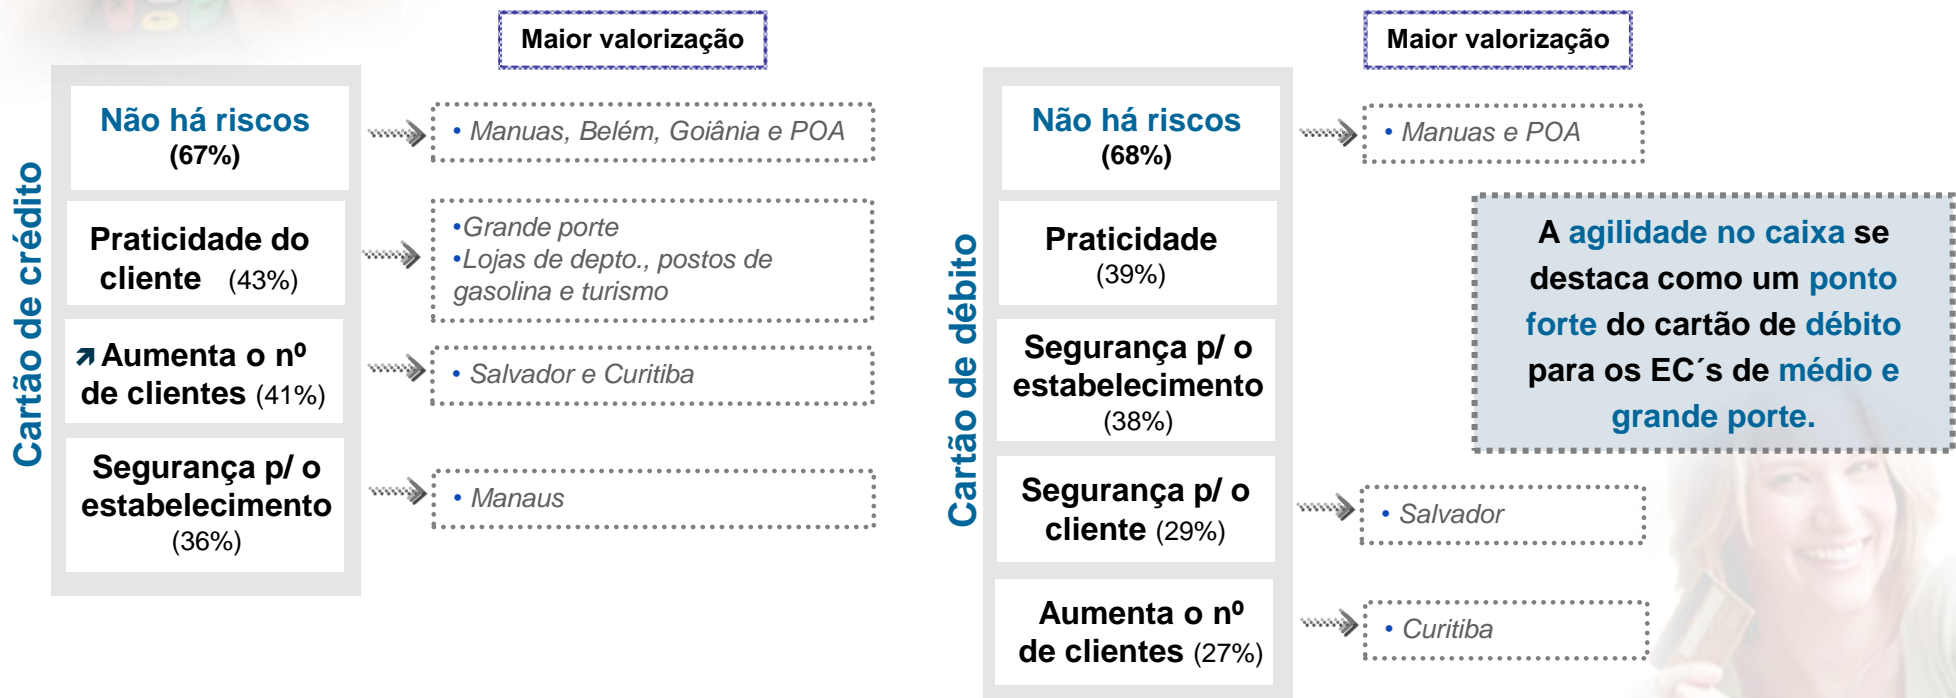 Maior valorização
Cartão de crédito
Não há riscos
(67%)
• Manuas, Belém, Goiânia e POA
Praticidade do
cliente (43%)
•Grande porte
•Lojas de depto., postos de
gasolina e turismo
Aumenta o nº
de clientes (41%)
• Salvador e Curitiba
Segurança p/ o
estabelecimento
(36%)
• Manaus
Maior valorização
Cartão de débito
Não há riscos
(68%)
• Manuas e POA
Praticidade
(39%)
Segurança p/ o
estabelecimento
(38%)
Segurança p/ o
cliente (29%)
• Salvador
Aumenta o nº
de clientes (27%)
• Curitiba
A agilidade no caixa se
destaca como um ponto
forte do cartão de débito
para os EC´s de médio e
grande porte.